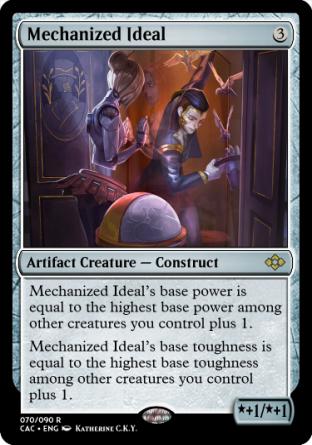 Mechanized Ideal 3
Artifact Creature — Construct
Mechanized Ideal's base power is
equal to the highest base power among
other creatures you control plus 1.
Mechanized Ideal's base toughness is
equal to the highest base toughness
among other creatures you control
plus 1.
★+1/★+1
070/090 R
CAC • ENG KATHERINE C.K.Y.